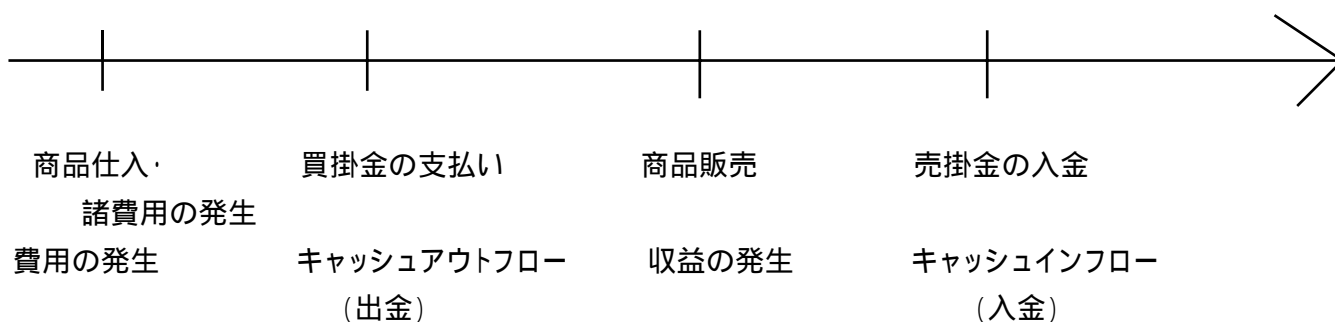 商品仕入・ 買掛金の支払い 商品販売 売掛金の入金
諸費用の発生
費用の発生 キャッシュアウトフロー 収益の発生 キャッシュインフロー
(出金) (入金)